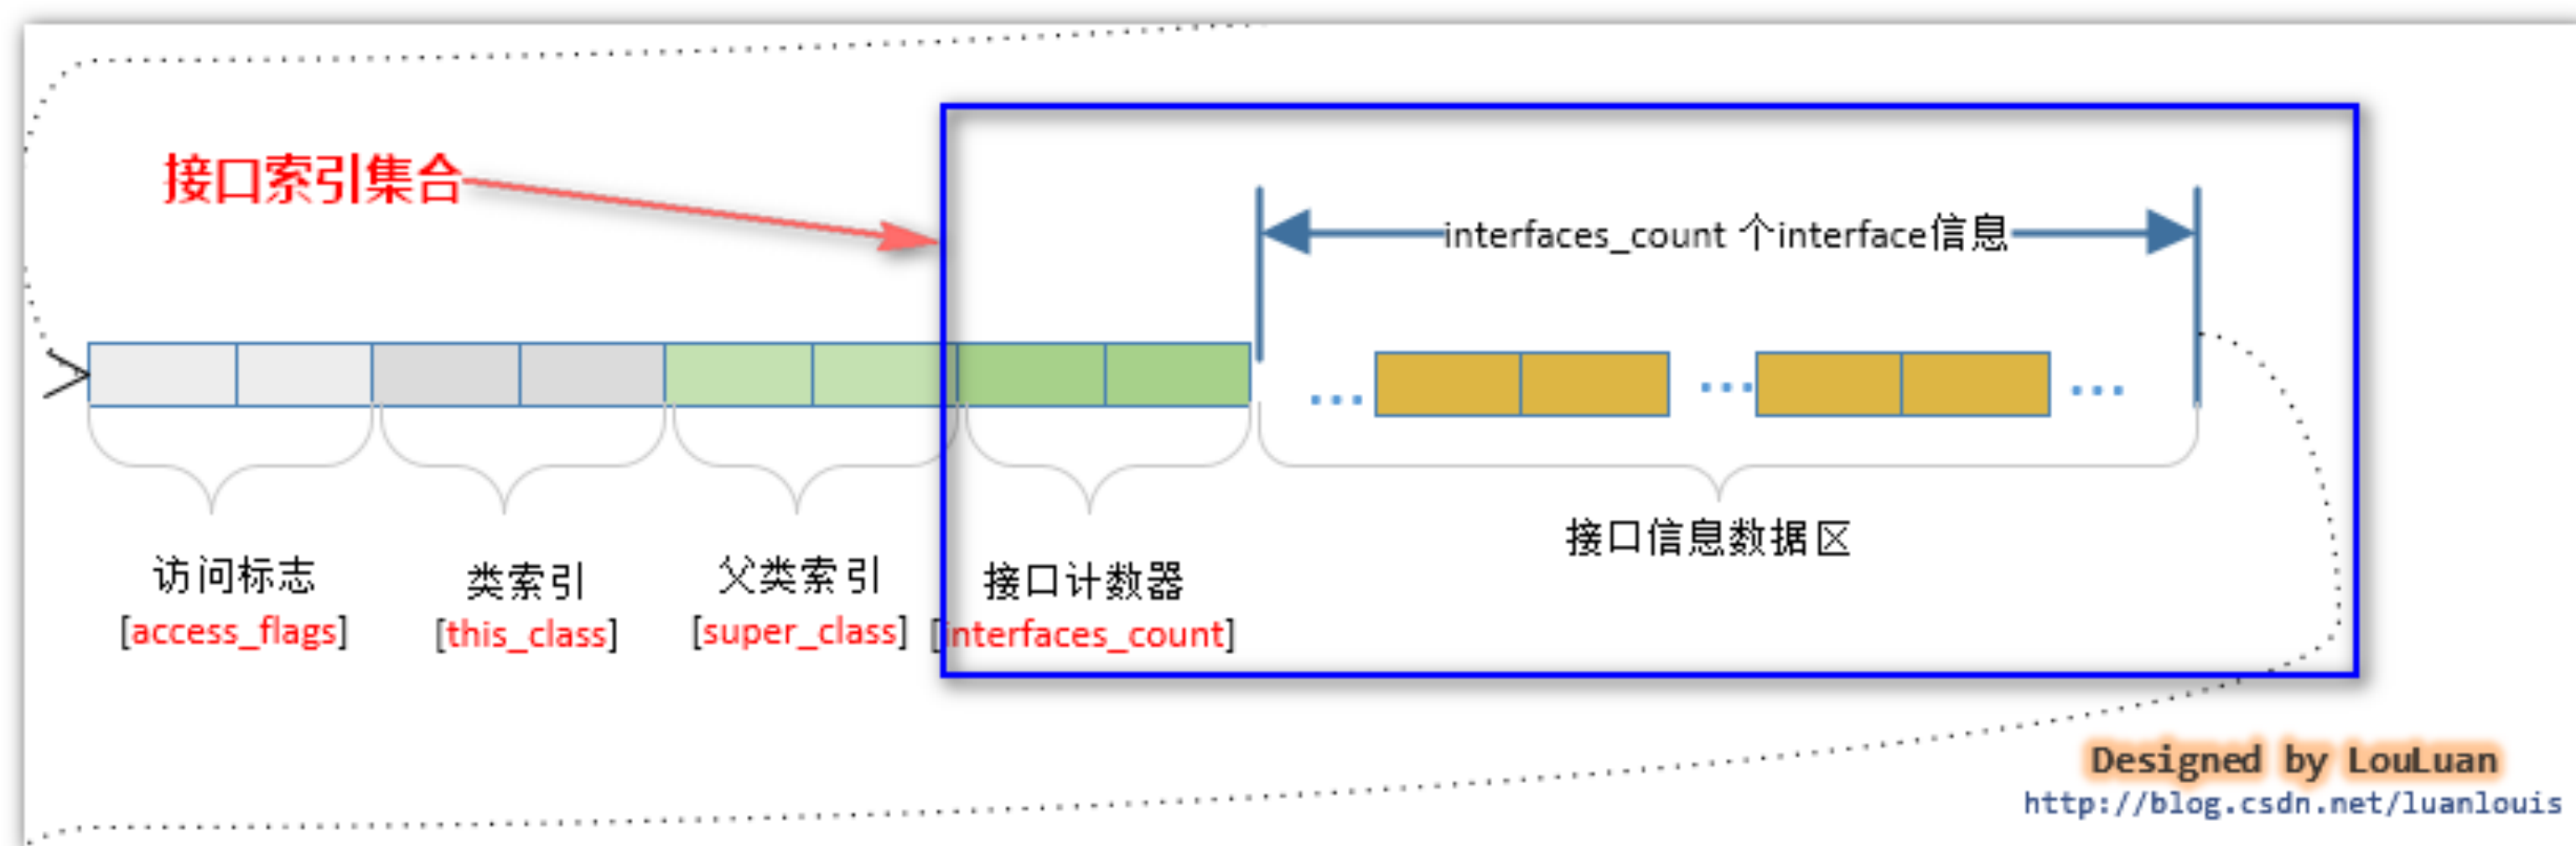 接口索引集合
interfaces_count 个interface信息
接口信息数据区
访问标志
[access_flags]
类索引
[this_class]
父类索引
[super_class]
接口计数器
[interfaces_count]
Designed by LouLuan
http://blog.csdn.net/luanlouis